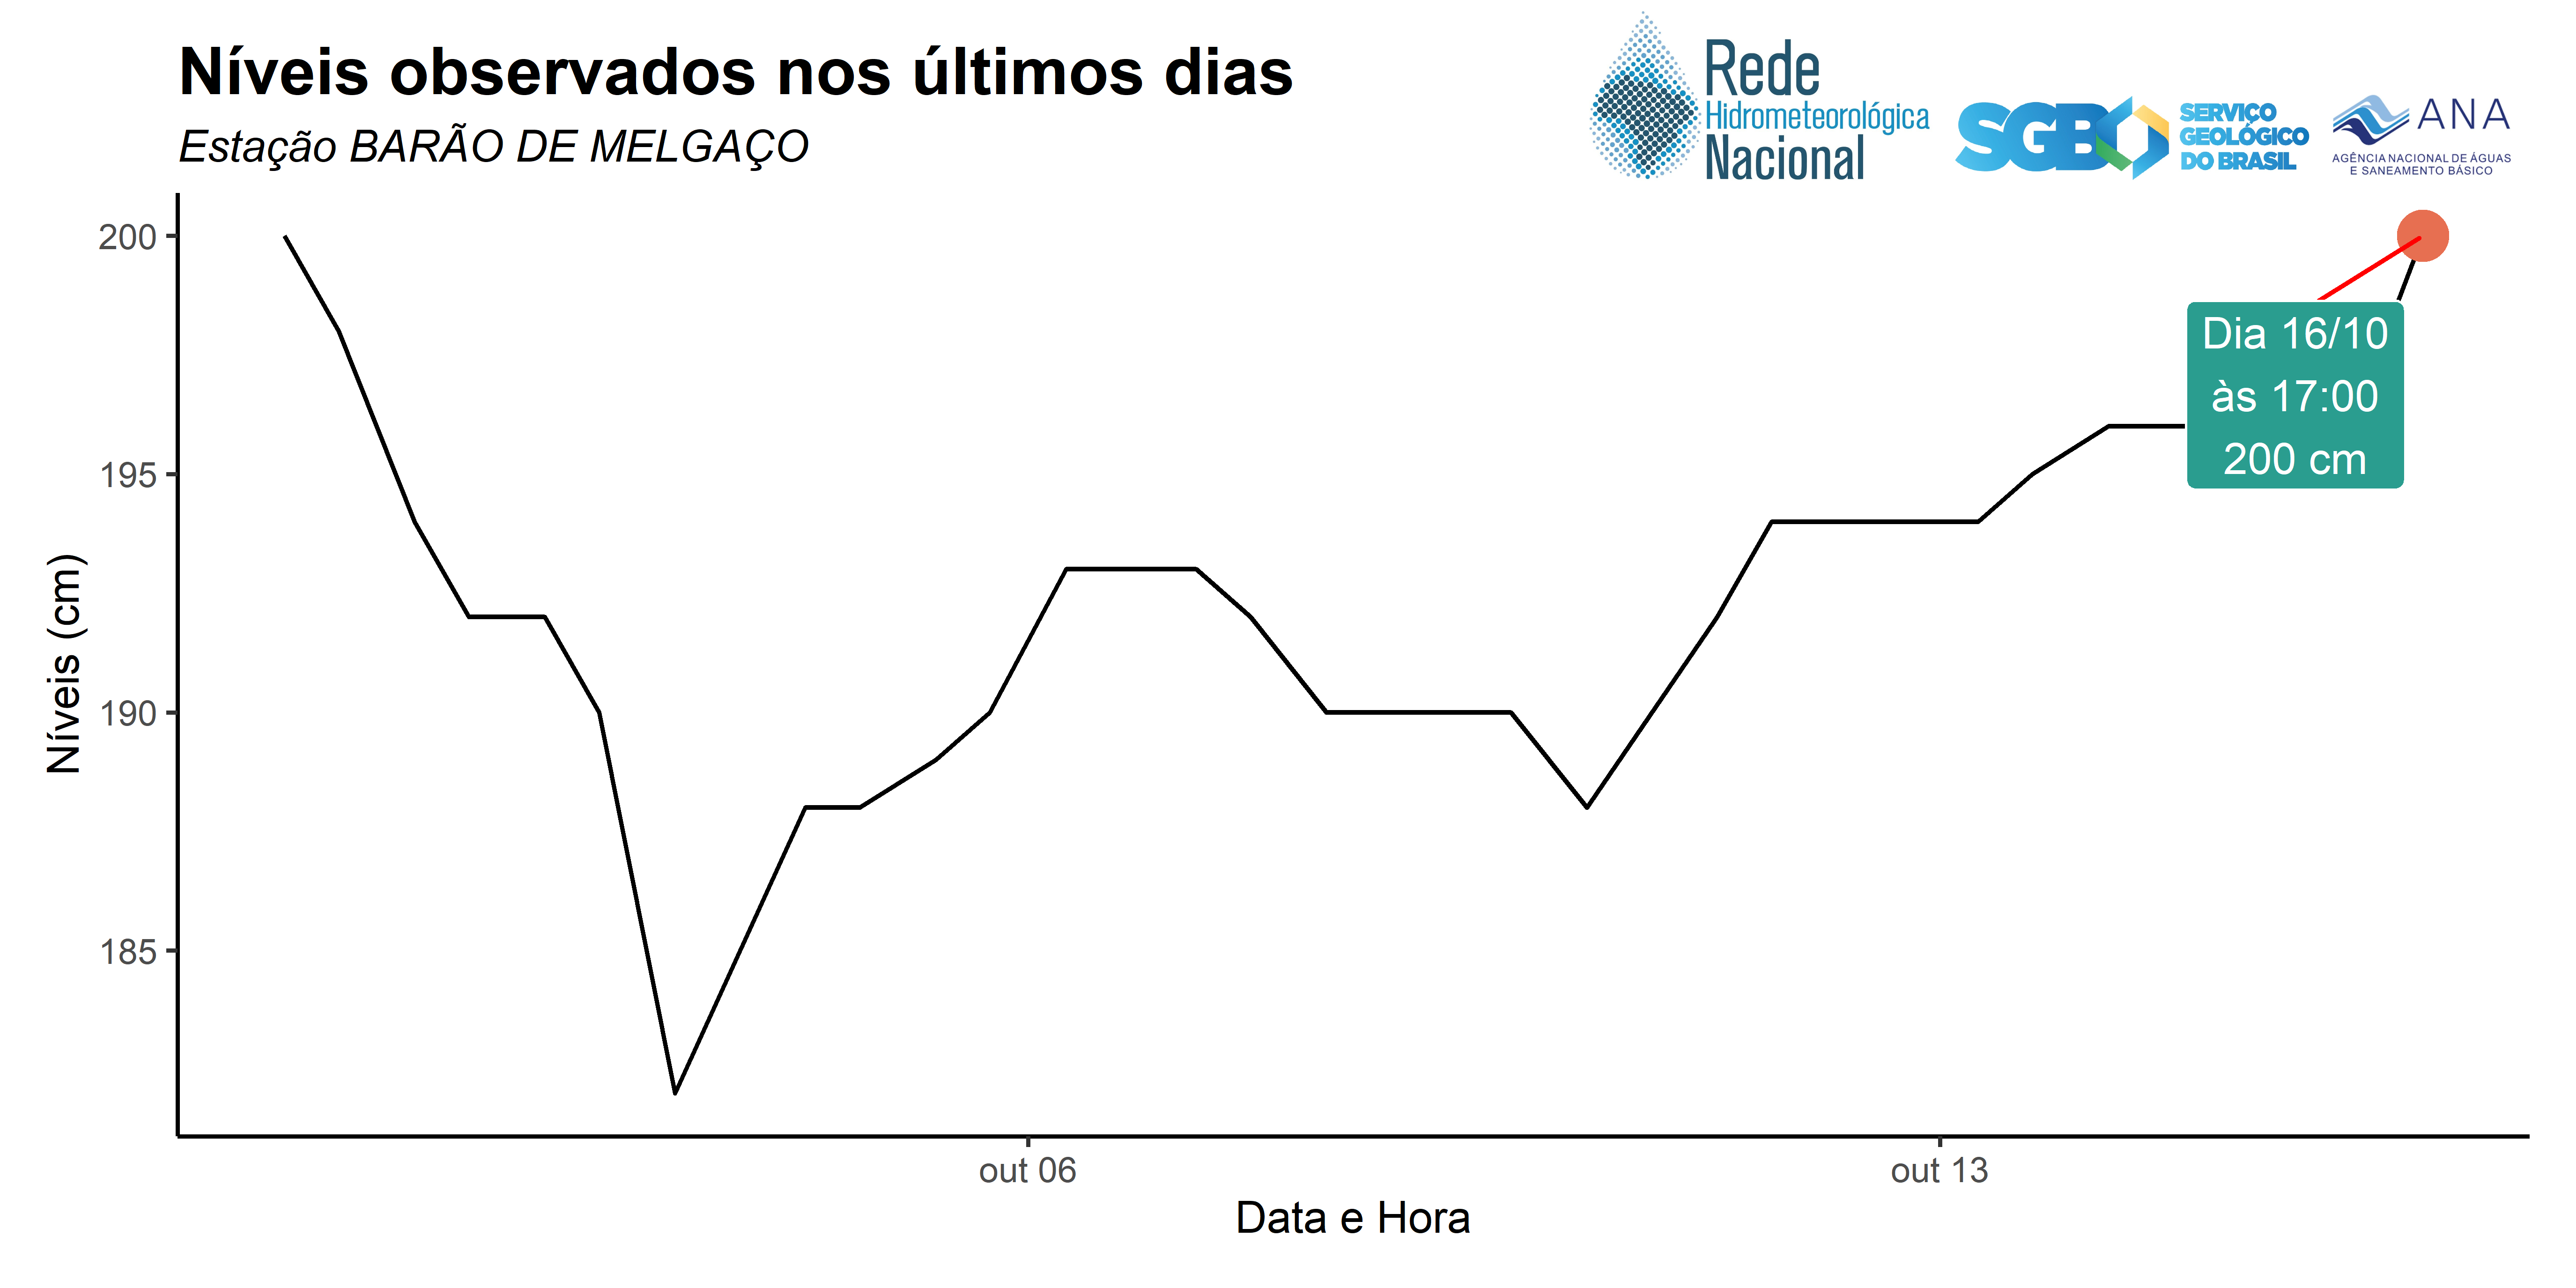 Níveis observados nos últimos dias
Estação BARÃO DE MELGAÇO
Rede
Hidrometeorológica
Nacional
SGB
SERVIÇO
GEOLÓGICO
DO BRASIL
ANA
AGÊNCIA NACIONAL DE ÁGUAS
E SANEAMENTO BÁSICO
200
195
190
185
Níveis (cm)
Dia 16/10
às 17:00
200 cm
out 06
out 13
Data e Hora